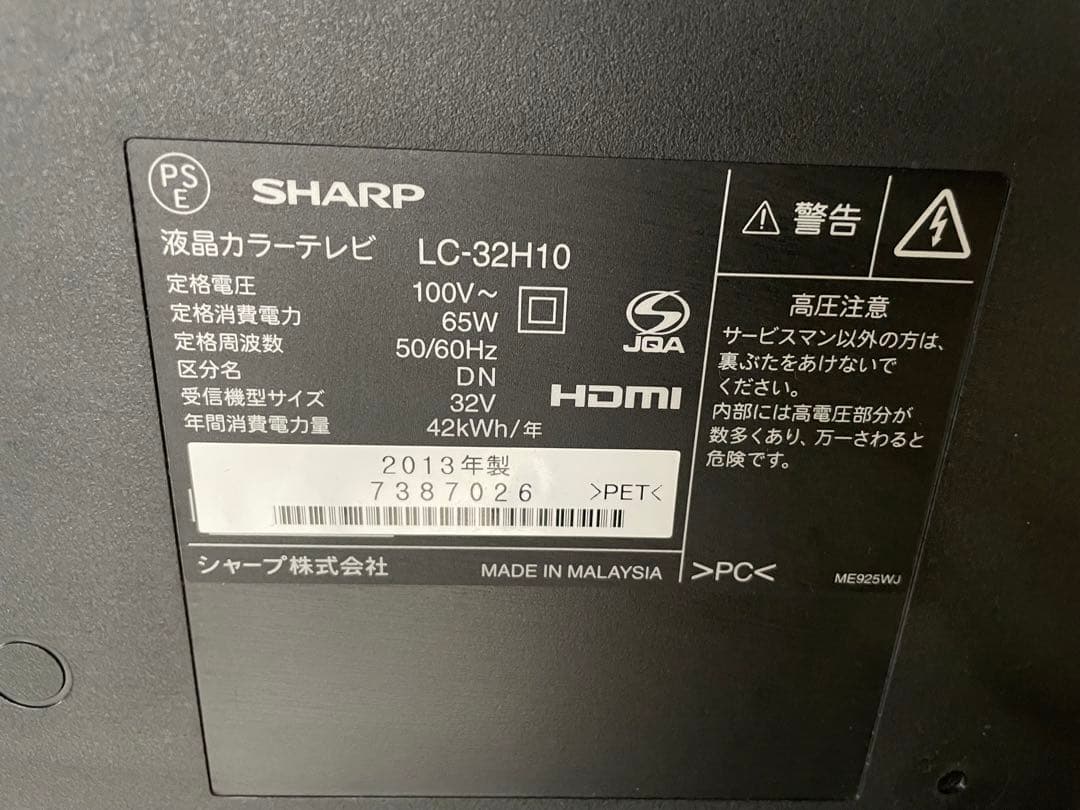 PS
E
SHARP
液晶カラーテレビ LC-32H10
定格電圧 100V~
定格消費電力 65W
定格周波数 50/60Hz
区分名 DN
受信機型サイズ 32V
年間消費電力量 42kWh/年
JQA
HDMI
2013年製
7387026 >PET<
シャープ株式会社 MADE IN MALAYSIA
警告
高圧注意
サービスマン以外の方は、
裏ぶたをあけないで
ください。
内部には高電圧部分が
数多くあり、万一さわると
危険です。
>PC< ME925WJ